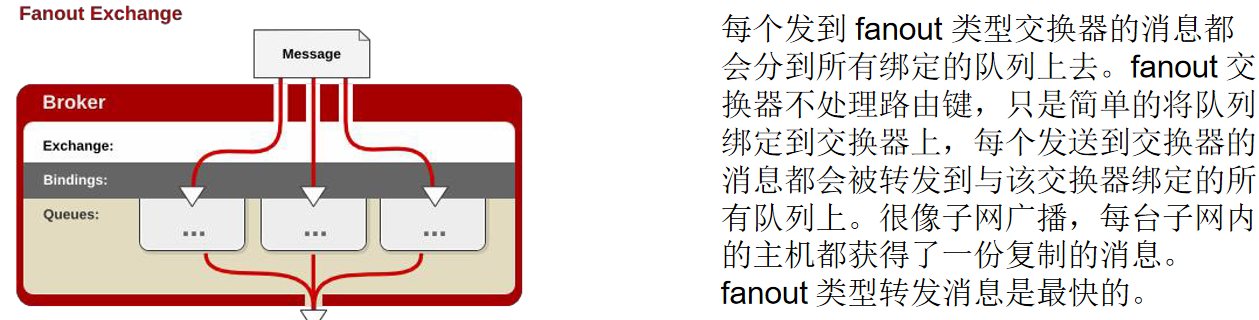 Fanout Exchange
Message
Broker
Exchange:
Bindings:
Queues:
...
...
...
每个发到 fanout 类型交换器的消息都
会分到所有绑定的队列上去。fanout 交
换器不处理路由键，只是简单的将队列
绑定到交换器上，每个发送到交换器的
消息都会被转发到与该交换器绑定的所
有队列上。很像子网广播，每台子网内
的主机都获得了一份复制的消息。
fanout 类型转发消息是最快的。